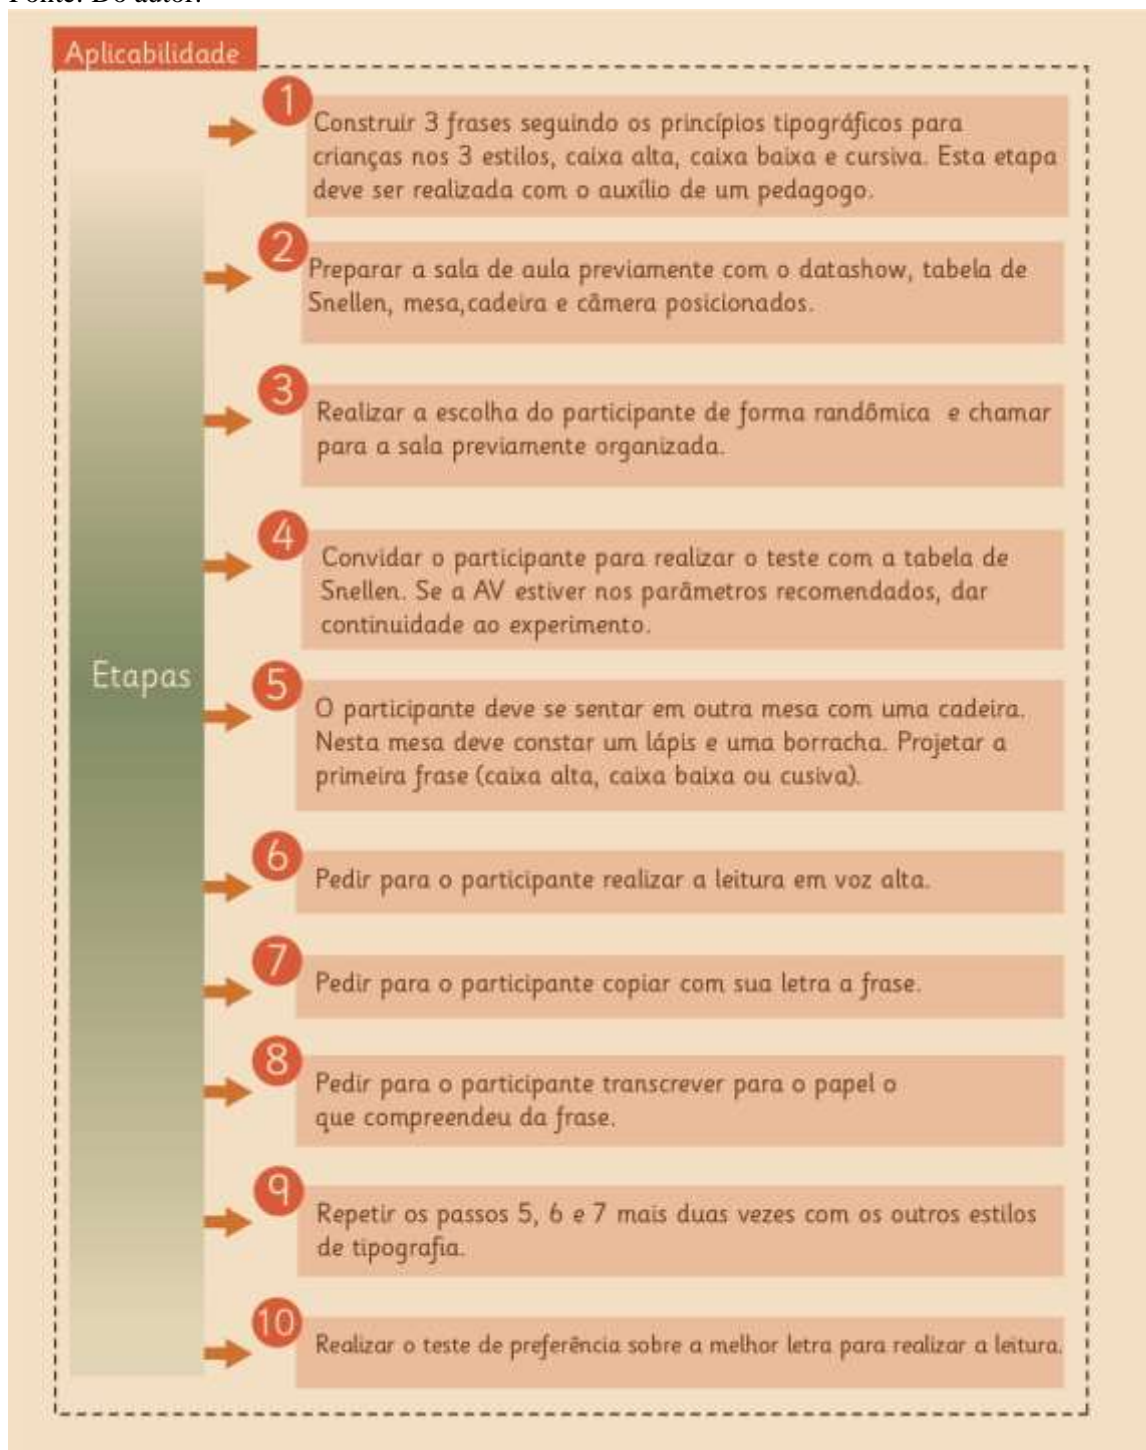 Aplicabilidade
1
Construir 3 frases seguindo os princípios tipográficos para
crianças nos 3 estilos, caixa alta, caixa baixa e cursiva. Esta etapa
deve ser realizada com o auxílio de um pedagogo.
2
Preparar a sala de aula previamente com o datashow, tabela de
Snellen, mesa,cadeira e câmera posicionados.
3
Realizar a escolha do participante de forma randômica e chamar
para a sala previamente organizada.
4
Convidar o participante para realizar o teste com a tabela de
Snellen. Se a AV estiver nos parâmetros recomendados, dar
continuidade ao experimento.
Etapas
5
O participante deve se sentar em outra mesa com uma cadeira.
Nesta mesa deve constar um lápis e uma borracha. Projetar a
primeira frase (caixa alta, caixa baixa ou cusiva).
6
Pedir para o participante realizar a leitura em voz alta.
7
Pedir para o participante copiar com sua letra a frase.
8
Pedir para o participante transcrever para o papel o
que compreendeu da frase.
9
Repetir os passos 5, 6 e 7 mais duas vezes com os outros estilos
de tipografia.
10
Realizar o teste de preferência sobre a melhor letra para realizar a leitura.